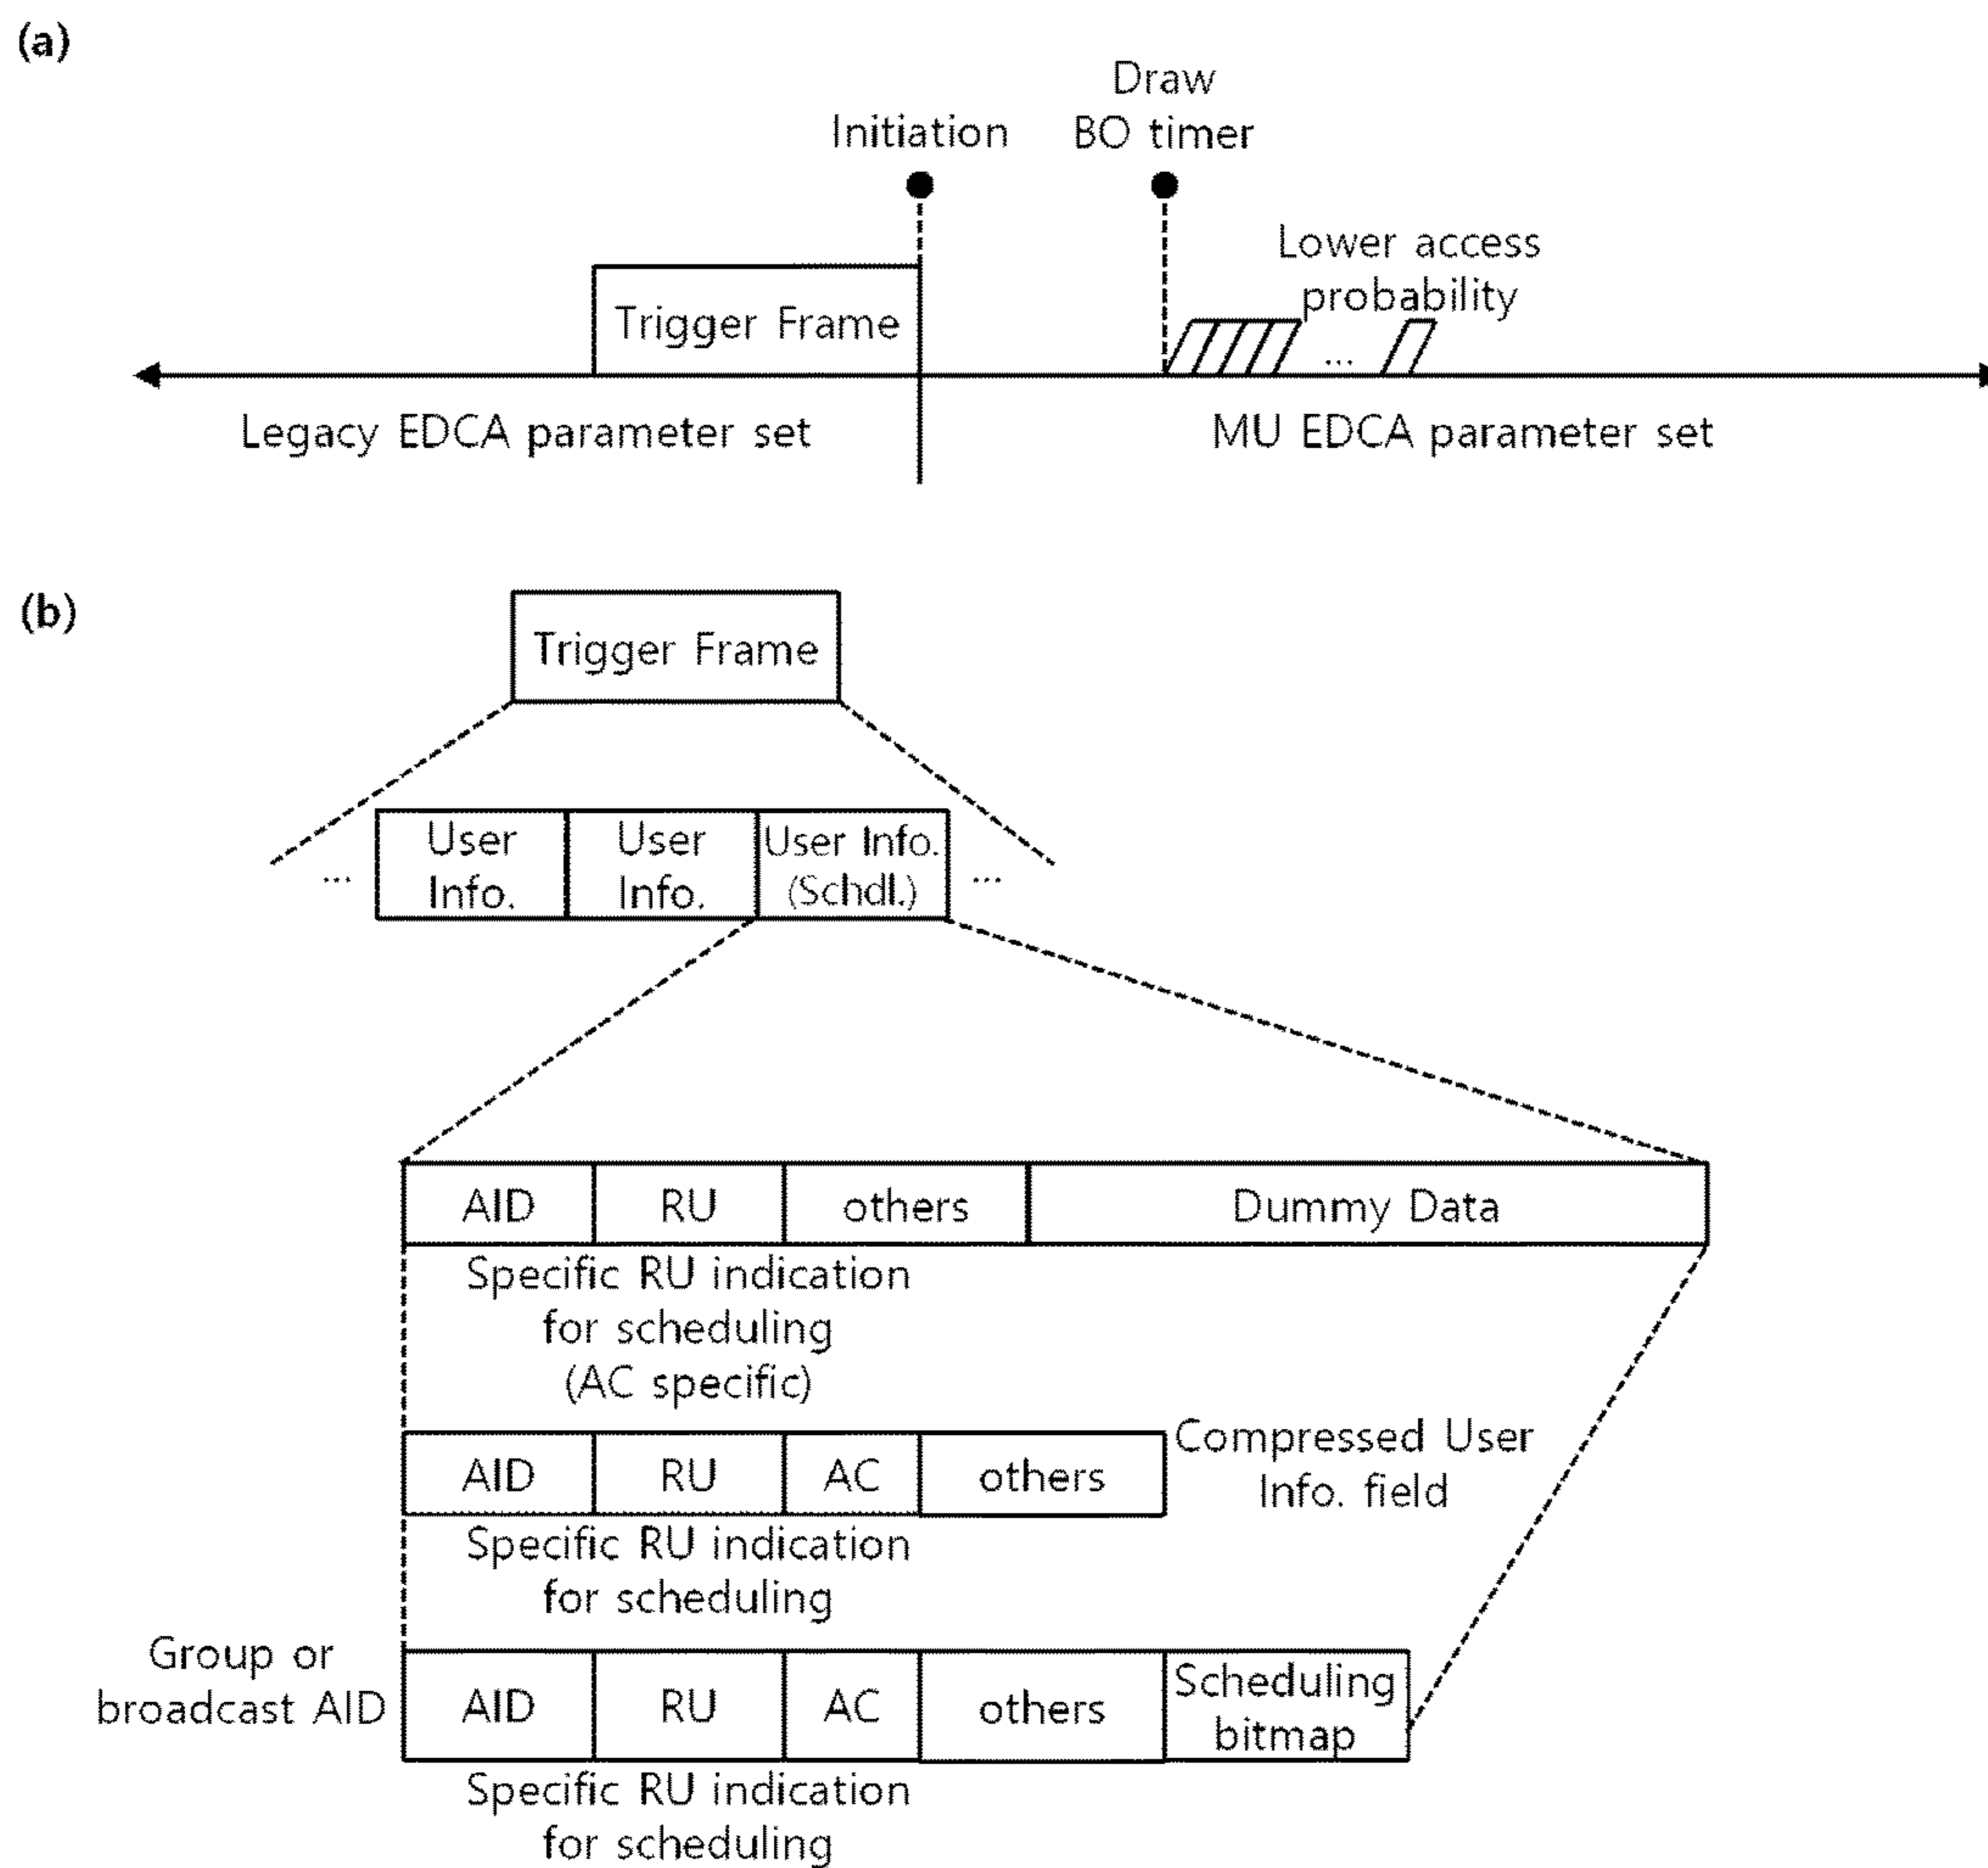 (a)
Draw
Initiation
BO timer
Lower access
probability
Trigger Frame
...
Legacy EDCA parameter set
MU EDCA parameter set
(b)
Trigger Frame
...
User
Info.
User
Info.
User Info.
(Schdl.)
...
AID
RU
others
Dummy Data
Specific RU indication
for scheduling
(AC specific)
AID
RU
AC
others
Compressed User
Info. field
Specific RU indication
for scheduling
Group or
broadcast AID
AID
RU
AC
others
Scheduling
bitmap
Specific RU indication
for scheduling